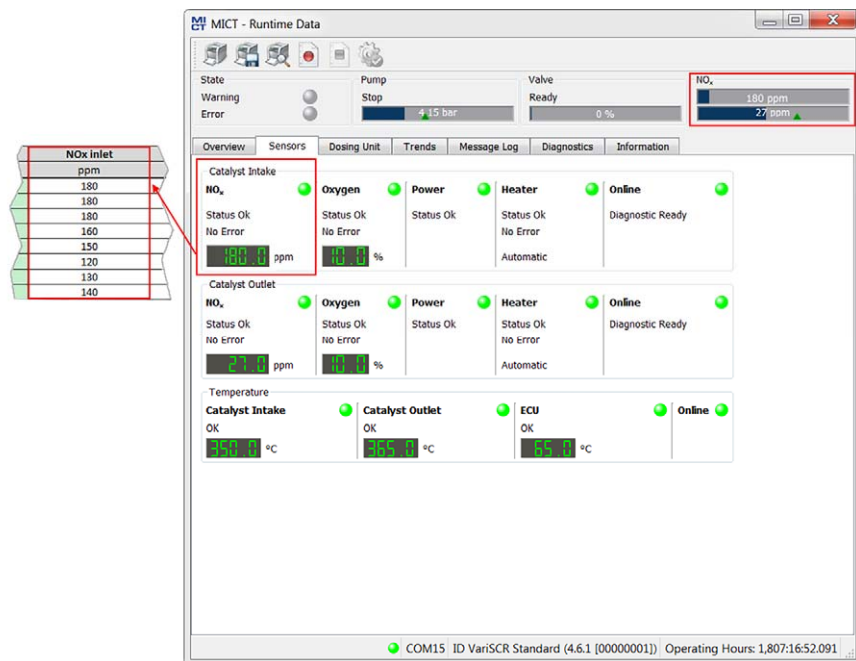 MICT - Runtime Data
State
Pump
Valve
NOx
Warning
Stop
Ready
180 ppm
Error
4.15 bar
0 %
27 ppm
Overview Sensors Dosing Unit Trends Message Log Diagnostics Information
NOx inlet
ppm
180
180
180
160
150
120
130
140
Catalyst Intake
NOx Oxygen Power Heater Online
Status Ok Status Ok Status Ok Status Ok Diagnostic Ready
No Error No Error No Error
180.0 ppm 10.0 % Automatic
Catalyst Outlet
NOx Oxygen Power Heater Online
Status Ok Status Ok Status Ok Status Ok Diagnostic Ready
No Error No Error No Error
27.0 ppm 10.0 % Automatic
Temperature
Catalyst Intake Catalyst Outlet ECU Online
OK OK OK
350.0 °C 365.0 °C 65.0 °C
COM15 ID VariSCR Standard (4.6.1 [00000001]) Operating Hours: 1,807:16:52.091